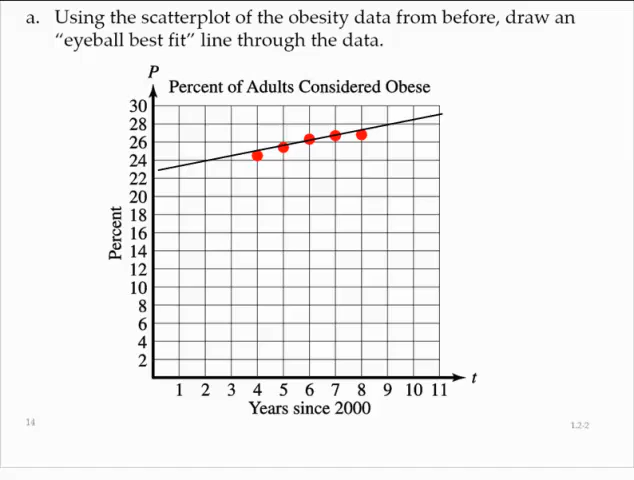 a. Using the scatterplot of the obesity data from before, draw an
“eyeball best fit” line through the data.
P
Percent of Adults Considered Obese
30
28
26
24
22
20
18
16
14
12
10
8
6
4
2
Percent
1 2 3 4 5 6 7 8 9 10 11
t
Years since 2000
14
1.2-2